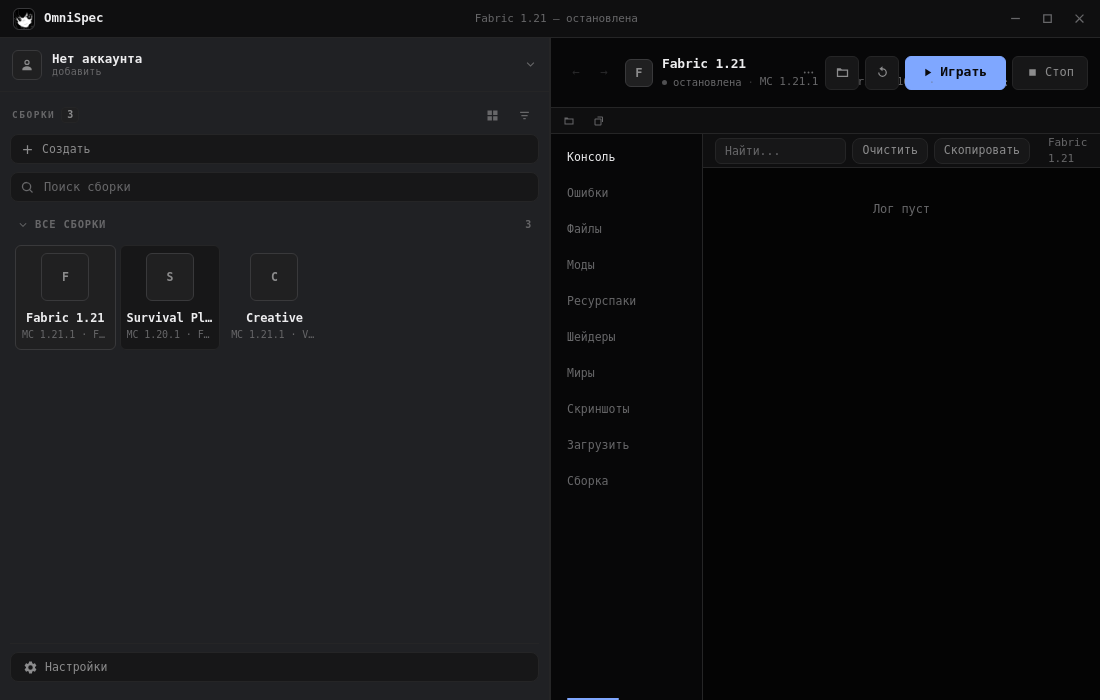 OmniSpec
Fabric 1.21 — остановлена
Нет аккаунта
добавить
СБОРКИ 3
Создать
Поиск сборки
ВСЕ СБОРКИ 3
F
Fabric 1.21
MC 1.21.1 · F…
S
Survival Pl…
MC 1.20.1 · F…
C
Creative
MC 1.21.1 · V…
Настройки
← →
F
Fabric 1.21
остановлена · MC 1.21.1
...
Играть
Стоп
Консоль
Ошибки
Файлы
Моды
Ресурспаки
Шейдеры
Миры
Скриншоты
Загрузить
Сборка
Найти...
Очистить
Скопировать
Fabric
1.21
Лог пуст